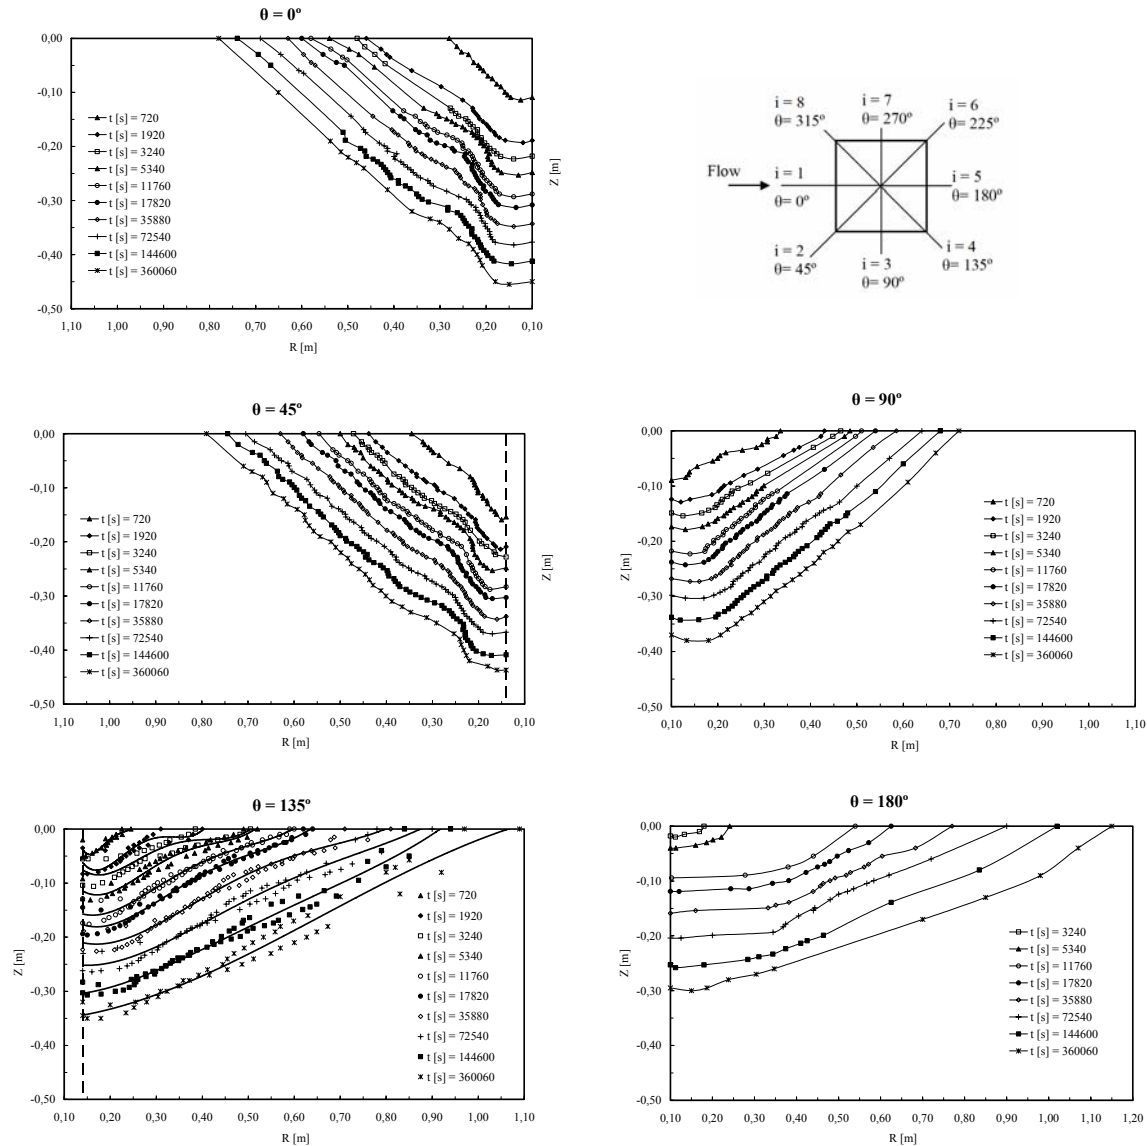 θ = 0º
0,00
-0,10
-0,20
-0,30
-0,40
-0,50
Z [m]
t [s] = 720
t [s] = 1920
t [s] = 3240
t [s] = 5340
t [s] = 11760
t [s] = 17820
t [s] = 35880
t [s] = 72540
t [s] = 144600
t [s] = 360060
1,10 1,00 0,90 0,80 0,70 0,60 0,50 0,40 0,30 0,20 0,10
R [m]
i = 8
θ= 315º
i = 7
θ= 270º
i = 6
θ= 225º
Flow
i = 1
θ= 0º
i = 5
θ= 180º
i = 2
θ= 45º
i = 3
θ= 90º
i = 4
θ= 135º
θ = 45º
0,00
-0,10
-0,20
-0,30
-0,40
-0,50
Z [m]
t [s] = 720
t [s] = 1920
t [s] = 3240
t [s] = 5340
t [s] = 11760
t [s] = 17820
t [s] = 35880
t [s] = 72540
t [s] = 144600
t [s] = 360060
1,10 1,00 0,90 0,80 0,70 0,60 0,50 0,40 0,30 0,20 0,10
R [m]
θ = 90º
0,00
-0,10
-0,20
-0,30
-0,40
-0,50
Z [m]
t [s] = 720
t [s] = 1920
t [s] = 3240
t [s] = 5340
t [s] = 11760
t [s] = 17820
t [s] = 35880
t [s] = 72540
t [s] = 144600
t [s] = 360060
0,10 0,20 0,30 0,40 0,50 0,60 0,70 0,80 0,90 1,00 1,10
R [m]
θ = 135º
0,00
-0,10
-0,20
-0,30
-0,40
-0,50
Z [m]
t [s] = 720
t [s] = 1920
t [s] = 3240
t [s] = 5340
t [s] = 11760
t [s] = 17820
t [s] = 35880
t [s] = 72540
t [s] = 144600
t [s] = 360060
0,10 0,20 0,30 0,40 0,50 0,60 0,70 0,80 0,90 1,00 1,10
R [m]
θ = 180º
0,00
-0,10
-0,20
-0,30
-0,40
-0,50
Z [m]
t [s] = 3240
t [s] = 5340
t [s] = 11760
t [s] = 17820
t [s] = 35880
t [s] = 72540
t [s] = 144600
t [s] = 360060
0,10 0,20 0,30 0,40 0,50 0,60 0,70 0,80 0,90 1,00 1,10 1,20
R [m]